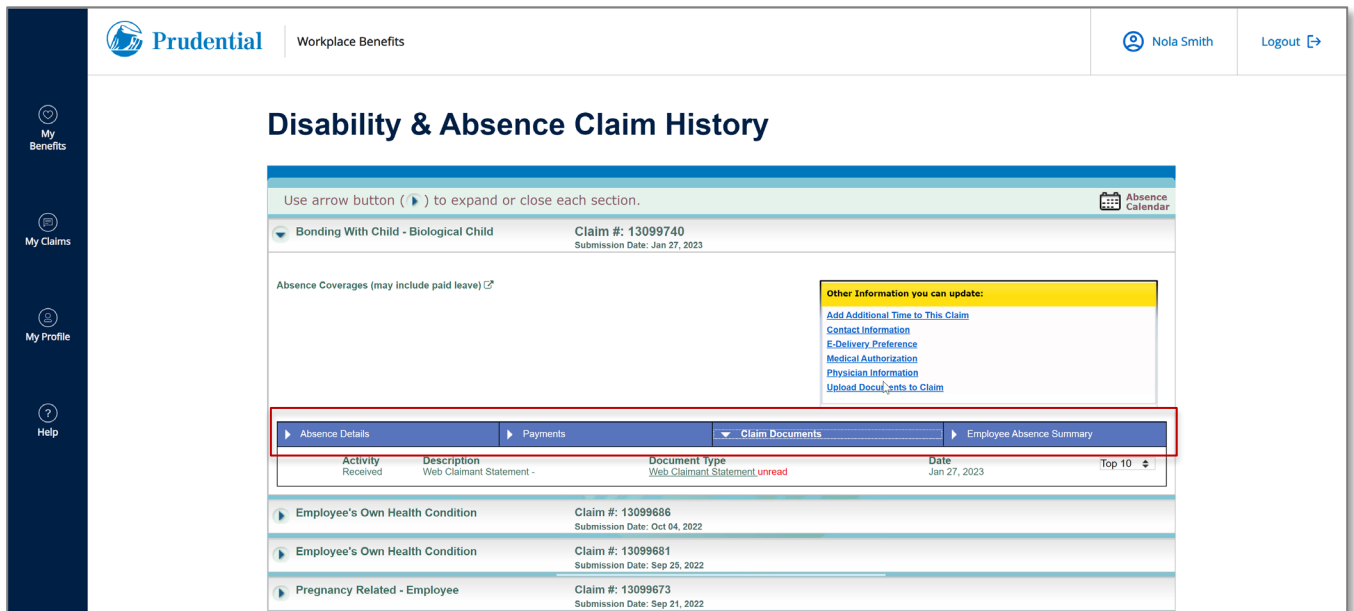 Prudential
Workplace Benefits
Nola Smith
Logout
My
Benefits
My Claims
My Profile
Help
Disability & Absence Claim History
Use arrow button ( ) to expand or close each section.
Absence
Calendar
Bonding With Child - Biological Child
Claim #: 13099740
Submission Date: Jan 27, 2023
Absence Coverages (may include paid leave)
Other Information you can update:
Add Additional Time to This Claim
Contact Information
E-Delivery Preference
Medical Authorization
Physician Information
Upload Documents to Claim
Absence Details
Payments
Claim Documents
Employee Absence Summary
Activity Description Document Type Date
Received Web Claimant Statement - Web Claimant Statement unread Jan 27, 2023
Top 10
Employee's Own Health Condition
Claim #: 13099686
Submission Date: Oct 04, 2022
Employee's Own Health Condition
Claim #: 13099681
Submission Date: Sep 25, 2022
Pregnancy Related - Employee
Claim #: 13099673
Submission Date: Sep 21, 2022